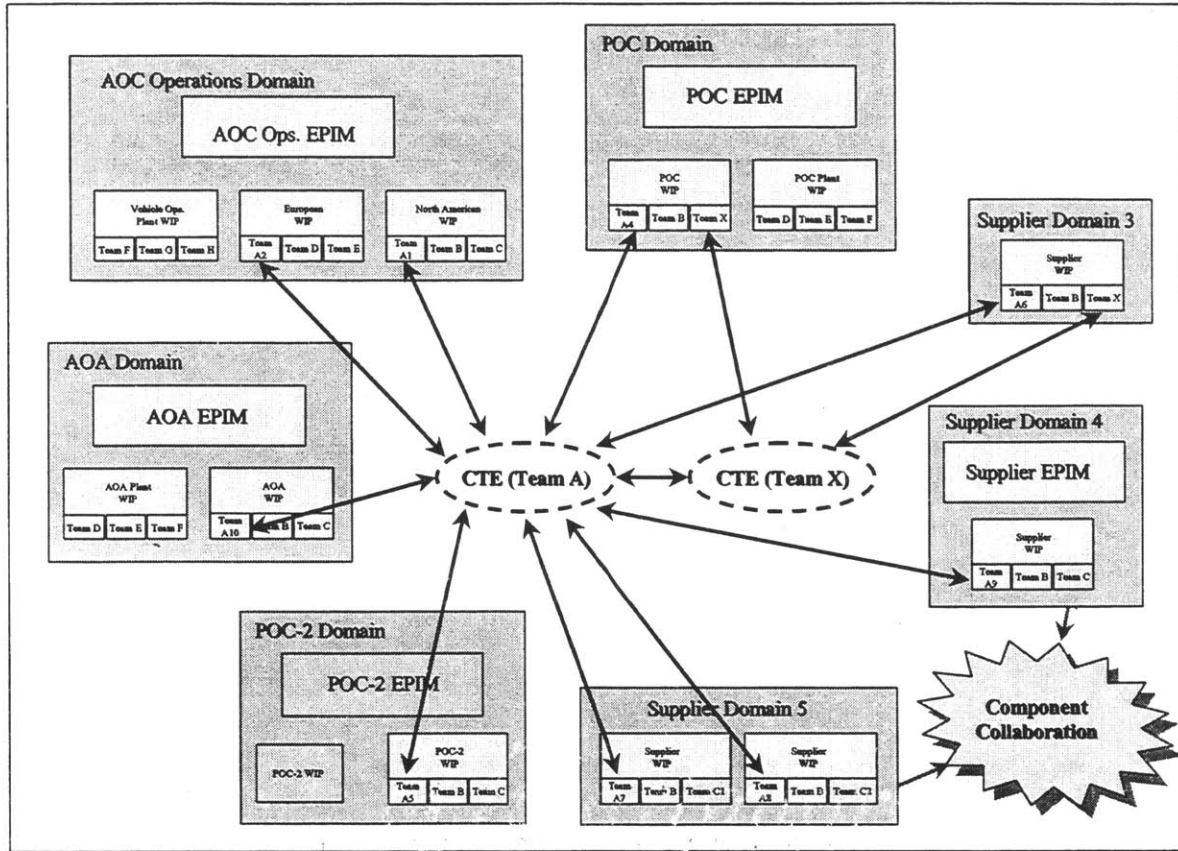 AOC Operations Domain
AOC Ops. EPIM
Vehicle Ops.
Plant WIP
Team F
Team G
Team H
European
WIP
Team
A2
Team D
Team E
North American
WIP
Team
A1
Team B
Team C
POC Domain
POC EPIM
POC
WIP
Team
A4
Team B
Team X
POC Plant
WIP
Team D
Team E
Team F
Supplier Domain 3
Supplier
WIP
Team
A6
Team B
Team X
AOA Domain
AOA EPIM
AOA Plant
WIP
Team D
Team E
Team F
AOA
WIP
Team
A10
Team B
Team C
CTE (Team A)
CTE (Team X)
Supplier Domain 4
Supplier EPIM
Supplier
WIP
Team
A9
Team B
Team C
POC-2 Domain
POC-2 EPIM
POC-2 WIP
POC-2
WIP
Team
A5
Team B
Team C
Supplier Domain 5
Supplier
WIP
Team
A7
Team B
Team C1
Supplier
WIP
Team
A8
Team
Team C2
Component
Collaboration